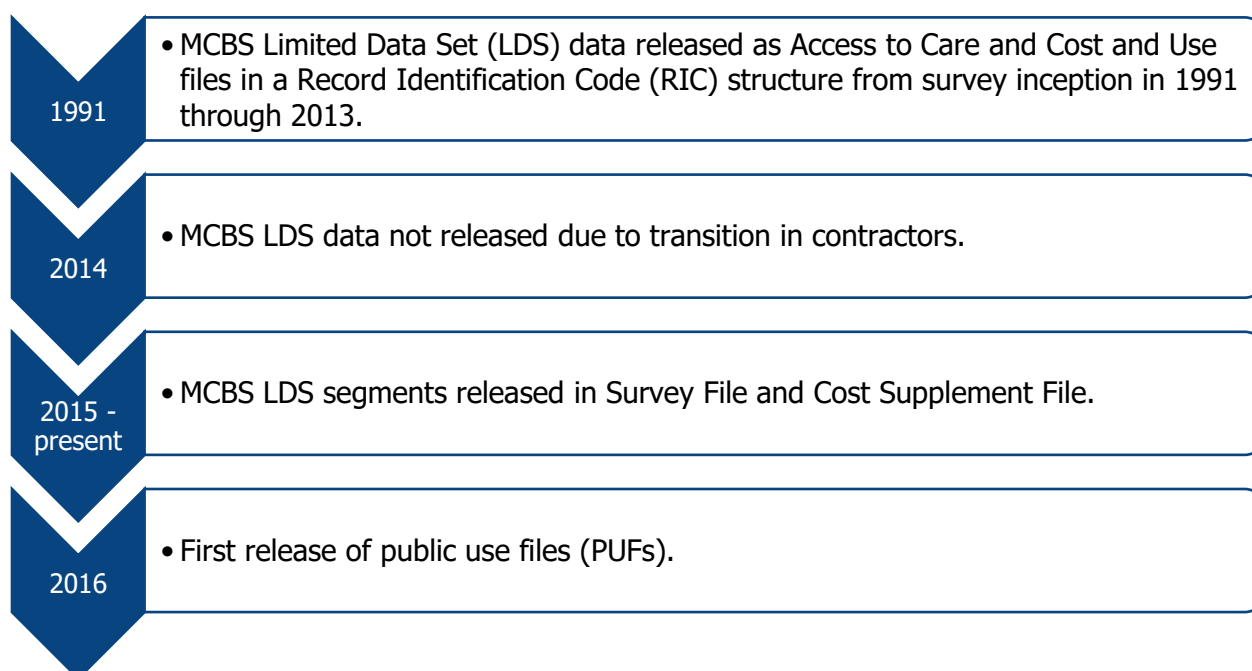 1991
• MCBS Limited Data Set (LDS) data released as Access to Care and Cost and Use
files in a Record Identification Code (RIC) structure from survey inception in 1991
through 2013.
2014
• MCBS LDS data not released due to transition in contractors.
2015 -
present
• MCBS LDS segments released in Survey File and Cost Supplement File.
2016
• First release of public use files (PUFs).